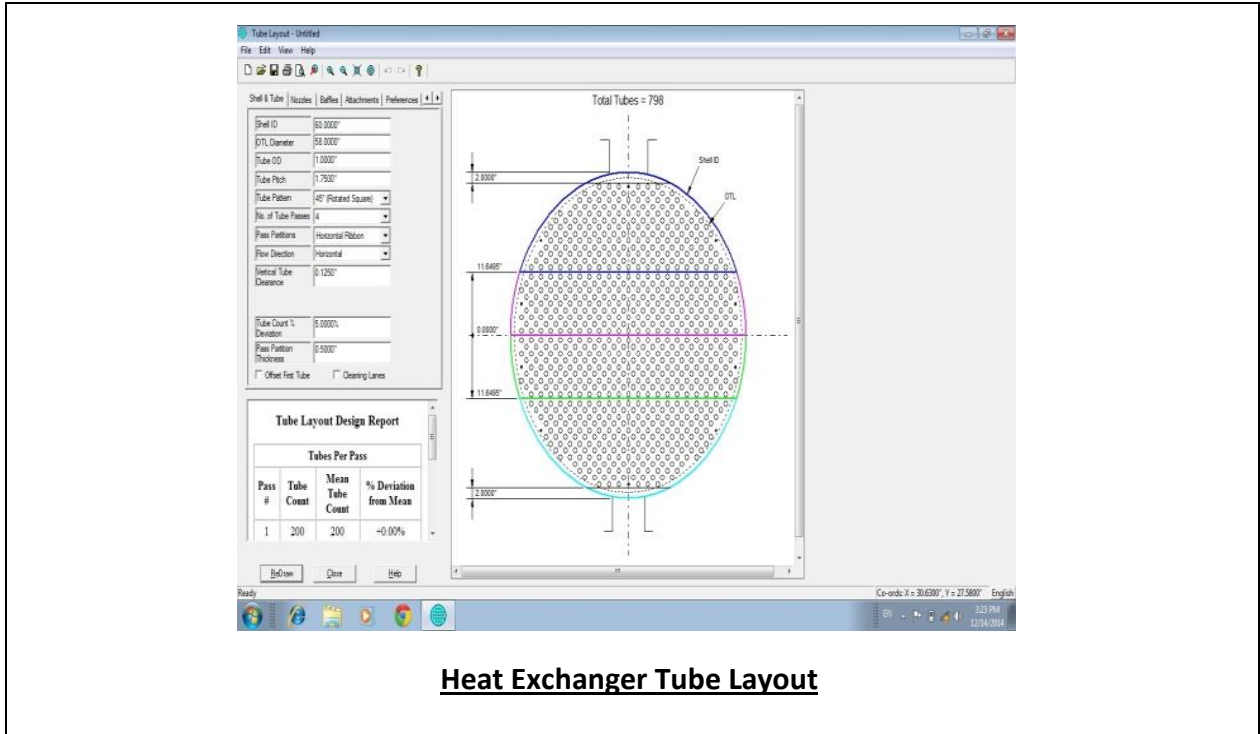 Tube Layout - Untitled
File Edit View Help
Shell & Tube Nozzles Baffles Attachments Preferences
Shell ID 60.0000"
OTL Diameter 58.0000"
Tube OD 1.0000"
Tube Pitch 1.7500"
Tube Pattern 45° (Rotated Square)
No. of Tube Passes 4
Pass Partitions Horizontal Ribbon
Flow Direction Horizontal
Vertical Tube
Clearance 0.1250"
Tube Count %
Deviation 5.0000%
Pass Partition
Thickness 0.5000"
Offset First Tube Cleaning Lanes
Tube Layout Design Report
Tubes Per Pass
Pass
#
Tube
Count
Mean
Tube
Count
% Deviation
from Mean
1 200 200 +0.00%
ReDraw Close Help
Total Tubes = 798
Shell ID
OTL
2.0000"
11.6495"
0.0000"
11.6495"
2.0000"
Ready
Co-ords: X = 30.6300", Y = 27.5800" English
EN
3:23 PM
12/14/2014
Heat Exchanger Tube Layout